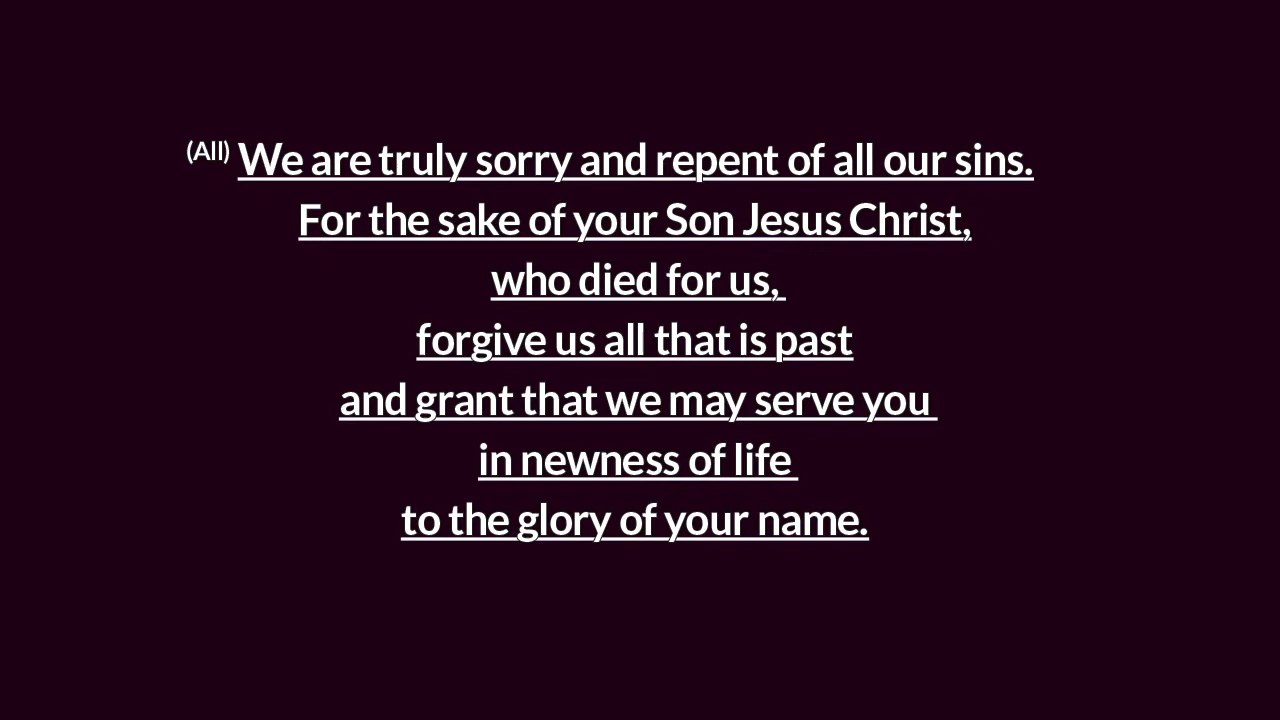 (All) We are truly sorry and repent of all our sins.
For the sake of your Son Jesus Christ,
who died for us,
forgive us all that is past
and grant that we may serve you
in newness of life
to the glory of your name.